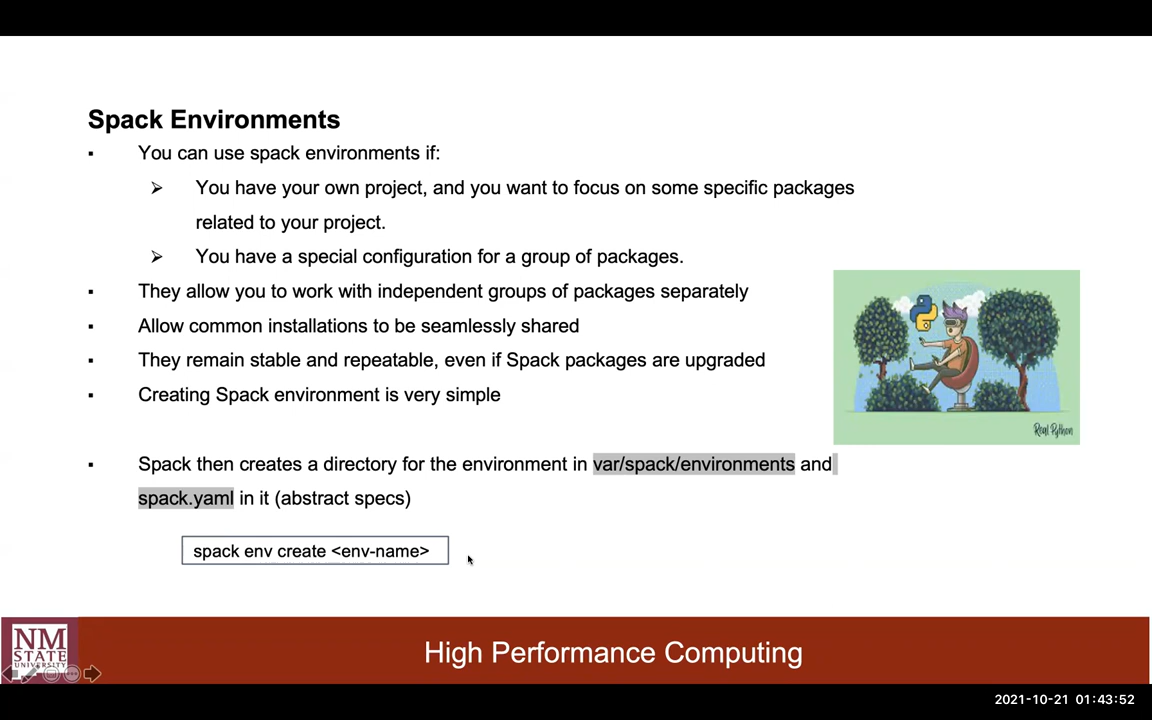 Spack Environments
▪ You can use spack environments if:
➢ You have your own project, and you want to focus on some specific packages
related to your project.
➢ You have a special configuration for a group of packages.
▪ They allow you to work with independent groups of packages separately
▪ Allow common installations to be seamlessly shared
▪ They remain stable and repeatable, even if Spack packages are upgraded
▪ Creating Spack environment is very simple
Real Python
▪ Spack then creates a directory for the environment in var/spack/environments and
spack.yaml in it (abstract specs)
spack env create <env-name>
NM
STATE
UNIVERSITY
High Performance Computing
2021-10-21 01:43:52